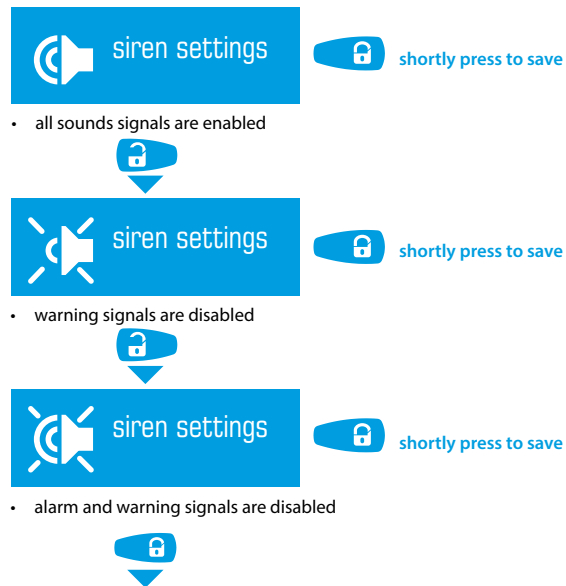 siren settings
shortly press to save
• all sounds signals are enabled
siren settings
shortly press to save
• warning signals are disabled
siren settings
shortly press to save
• alarm and warning signals are disabled